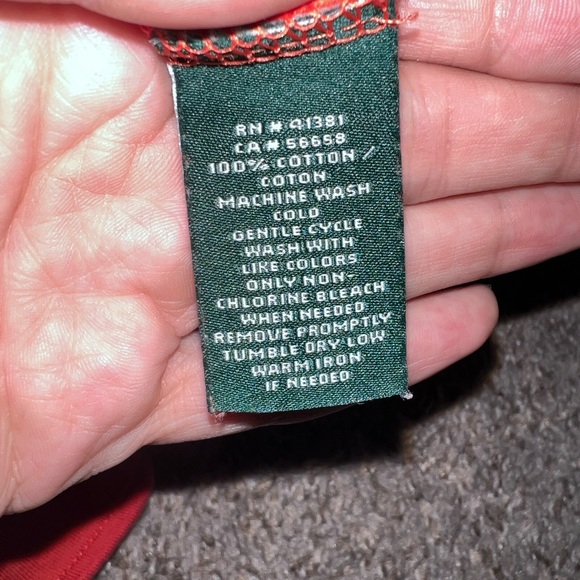 RN # 41381
CA # 56658
100% COTTON /
COTON
MACHINE WASH
COLD
GENTLE CYCLE
WASH WITH
LIKE COLORS
ONLY NON-
CHLORINE BLEACH
WHEN NEEDED
REMOVE PROMPTLY
TUMBLE DRY LOW
WARM IRON
IF NEEDED